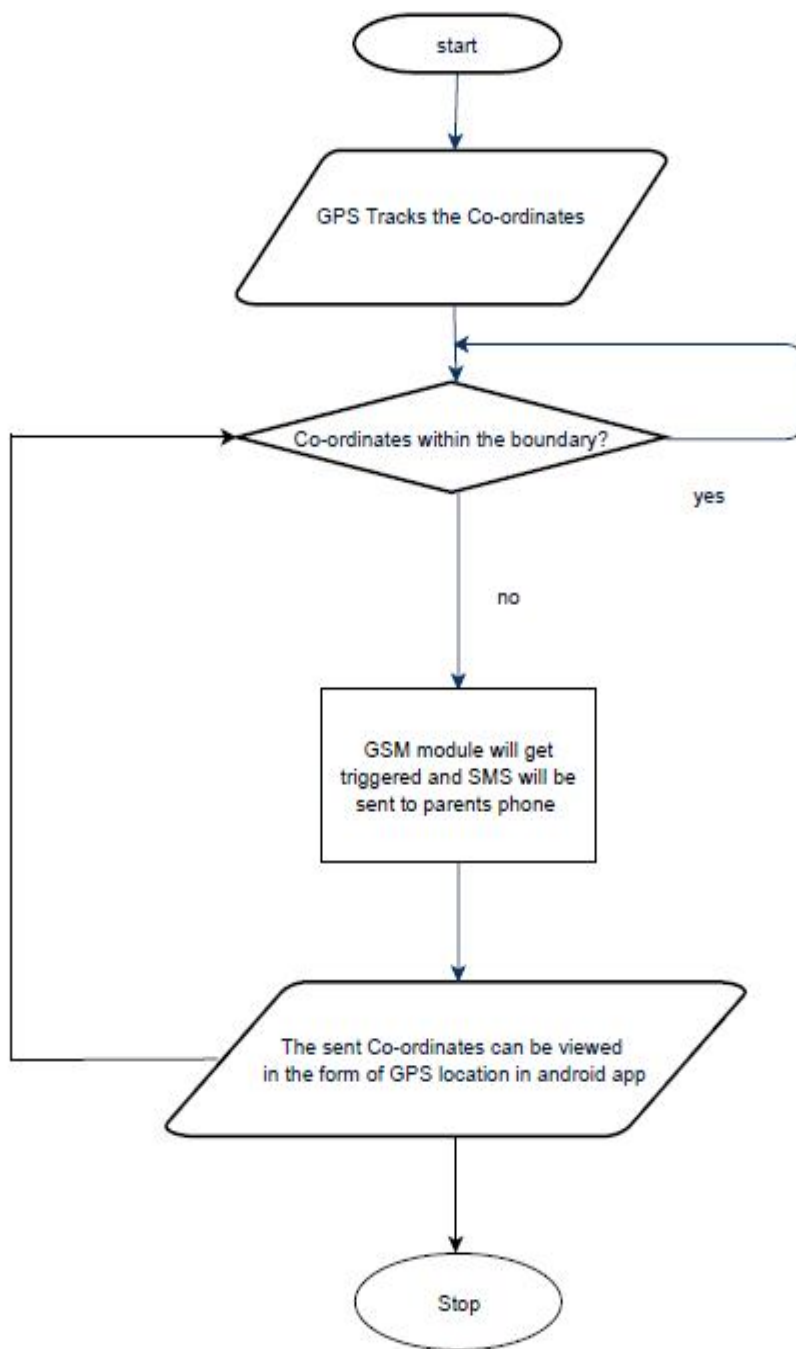 start
GPS Tracks the Co-ordinates
Co-ordinates within the boundary?
yes
no
GSM module will get
triggered and SMS will be
sent to parents phone
The sent Co-ordinates can be viewed
in the form of GPS location in android app
Stop